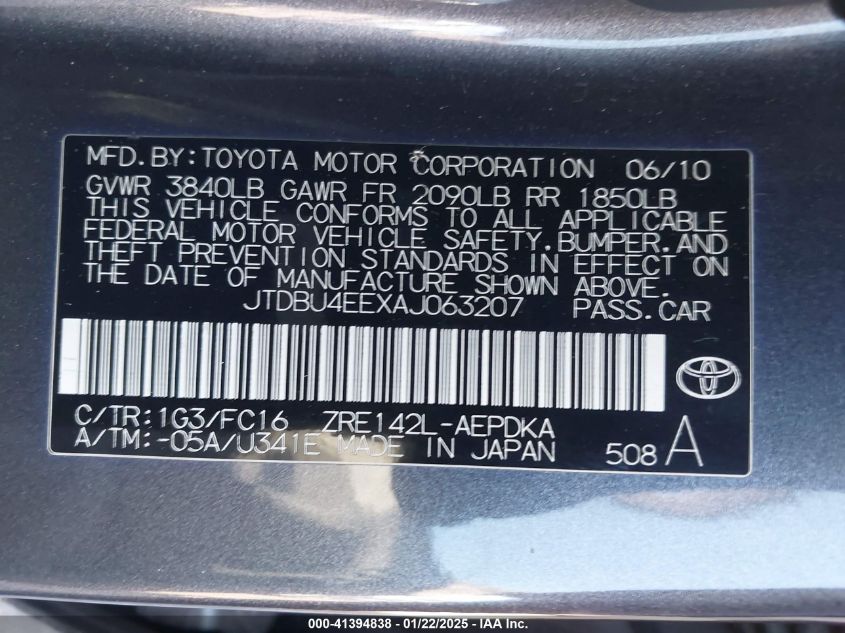 MFD.BY:TOYOTA MOTOR CORPORATION 06/10
GVWR 3840LB GAWR FR 2090LB RR 1850LB
THIS VEHICLE CONFORMS TO ALL APPLICABLE
FEDERAL MOTOR VEHICLE SAFETY.BUMPER.AND
THEFT PREVENTION STANDARDS IN EFFECT ON
THE DATE OF MANUFACTURE SHOWN ABOVE.
JTDBU4EEXAJ063207 PASS.CAR
C/TR:1G3/FC16 ZRE142L-AEPDKA
A/TM:-05A/U341E MADE IN JAPAN 508 A
000-41394838 - 01/22/2025 - IAA Inc.